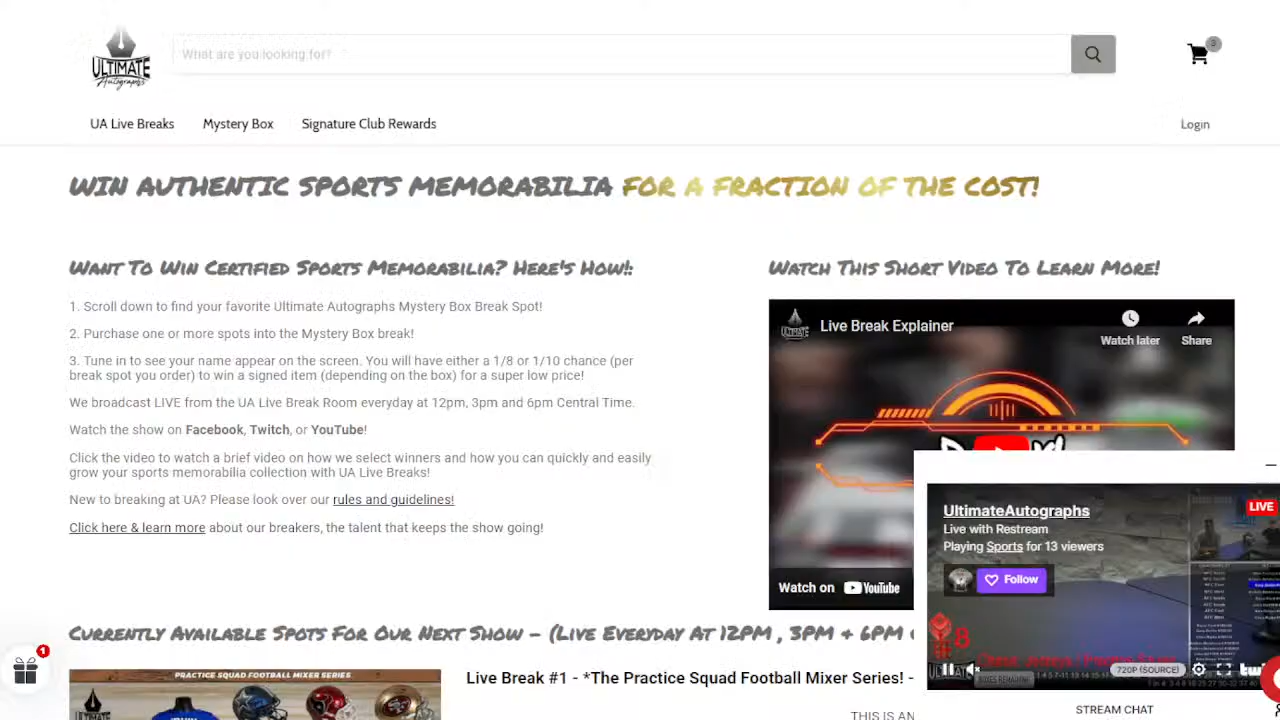 ULTIMATE
Autographs
What are you looking for?
3
UA Live Breaks
Mystery Box
Signature Club Rewards
Login
WIN AUTHENTIC SPORTS MEMORABILIA FOR A FRACTION OF THE COST!
WANT TO WIN CERTIFIED SPORTS MEMORABILIA? HERE'S HOW!:
1. Scroll down to find your favorite Ultimate Autographs Mystery Box Break Spot!
2. Purchase one or more spots into the Mystery Box break!
3. Tune in to see your name appear on the screen. You will have either a 1/8 or 1/10 chance (per
break spot you order) to win a signed item (depending on the box) for a super low price!
We broadcast LIVE from the UA Live Break Room everyday at 12pm, 3pm and 6pm Central Time.
Watch the show on Facebook, Twitch, or YouTube!
Click the video to watch a brief video on how we select winners and how you can quickly and easily
grow your sports memorabilia collection with UA Live Breaks!
New to breaking at UA? Please look over our rules and guidelines!
Click here & learn more about our breakers, the talent that keeps the show going!
WATCH THIS SHORT VIDEO TO LEARN MORE!
ULTIMATE
Live Break Explainer
Watch later
Share
Watch on YouTube
UltimateAutographs
LIVE
Live with Restream
Playing Sports for 13 viewers
Follow
720P (SOURCE)
BOXES REMAINING
STREAM CHAT
CURRENTLY AVAILABLE SPOTS FOR OUR NEXT SHOW – (LIVE EVERYDAY AT 12PM , 3PM + 6PM
1
PRACTICE SQUAD FOOTBALL MIXER SERIES
ULTIMATE
Live Break #1 - *The Practice Squad Football Mixer Series! -
THIS IS AN